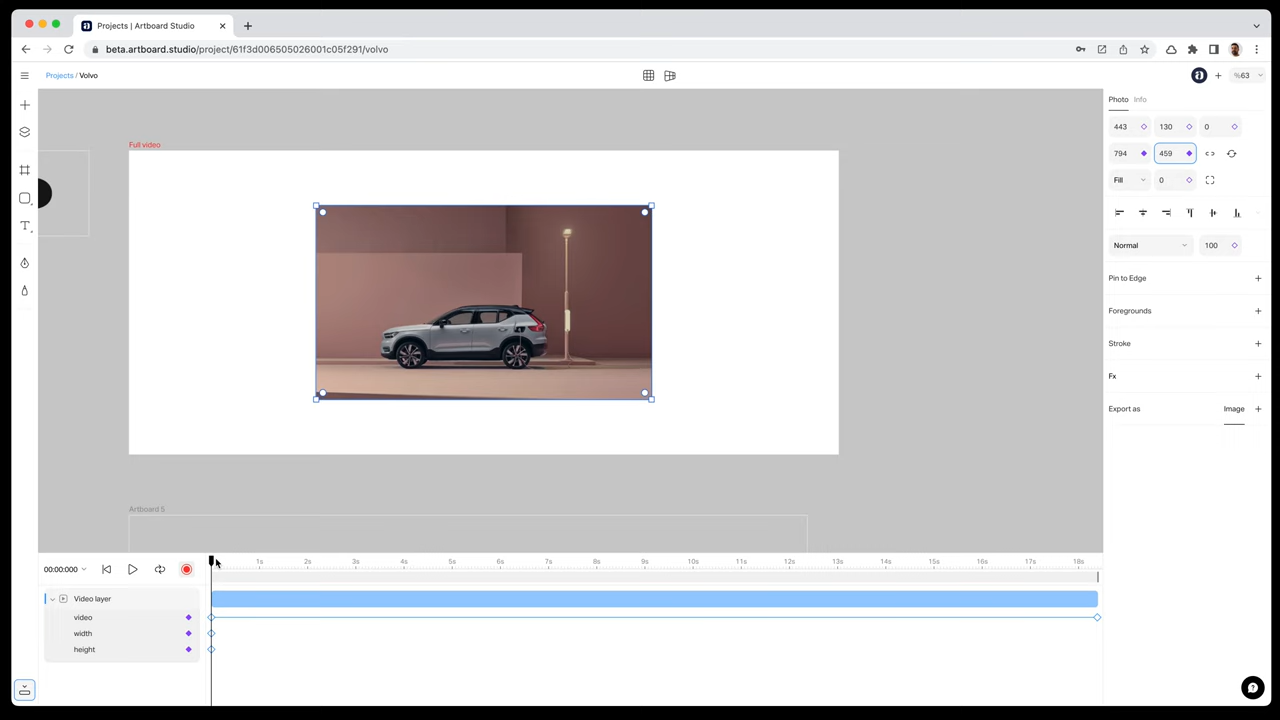 Projects | Artboard Studio
beta.artboard.studio/project/61f3d006505026001c05f291/volvo
Projects / Volvo
%63
Photo Info
443 130 0
794 459
Fill 0
Normal 100
Pin to Edge
Foregrounds
Stroke
Fx
Export as Image
Full video
Artboard 5
00:00:000
1s 2s 3s 4s 5s 6s 7s 8s 9s 10s 11s 12s 13s 14s 15s 16s 17s 18s
Video layer
video
width
height